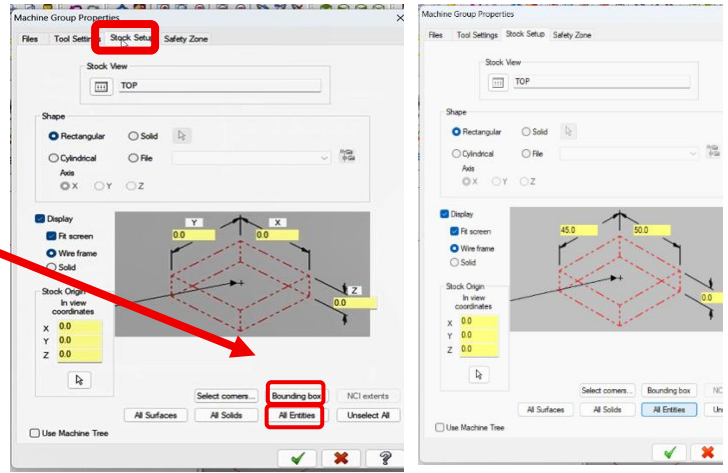 Machine Group Properties
Files Tool Settings Stock Setup Safety Zone
Stock View
TOP
Shape
Rectangular Solid
Cylindrical File
Axis
X Y Z
Display
Fit screen
Wire frame
Solid
Y X
0.0 0.0
Z
0.0
Stock Origin
In view
coordinates
X 0.0
Y 0.0
Z 0.0
Select corners... Bounding box NCI extents
All Surfaces All Solids All Entities Unselect All
Use Machine Tree
Machine Group Properties
Files Tool Settings Stock Setup Safety Zone
Stock View
TOP
Shape
Rectangular Solid
Cylindrical File
Axis
X Y Z
Display
Fit screen
Wire frame
Solid
45.0 50.0
0.0
Stock Origin
In view
coordinates
X 0.0
Y 0.0
Z 0.0
Select corners... Bounding box
All Surfaces All Solids All Entities
Use Machine Tree